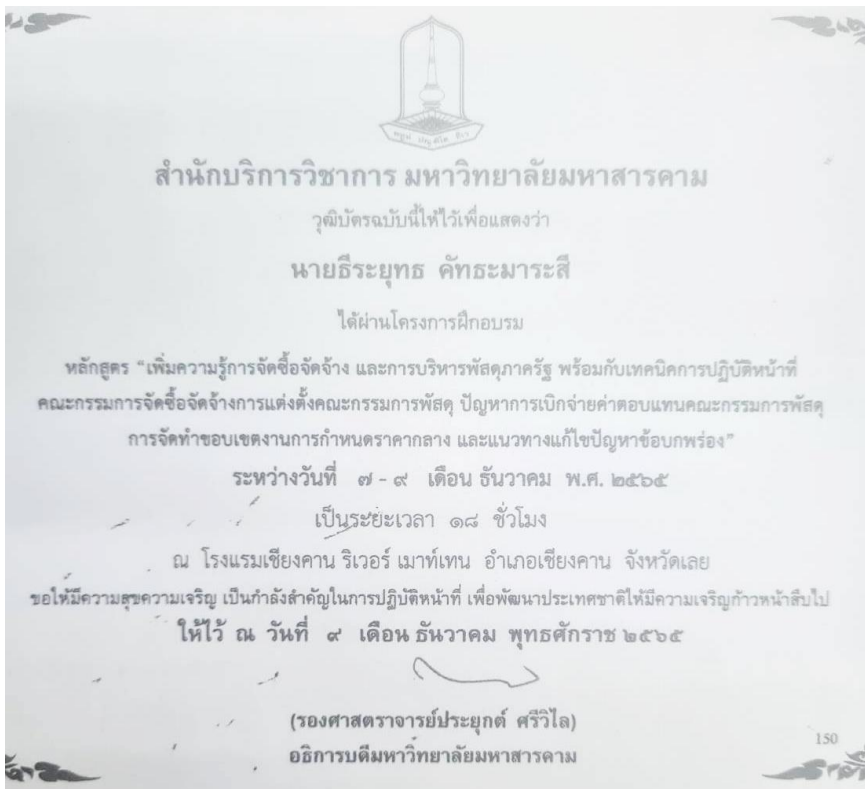 พหูนํ ปณฺฑิโต ชีเว
สำนักบริการวิชาการ มหาวิทยาลัยมหาสารคาม
วุฒิบัตรฉบับนี้ให้ไว้เพื่อแสดงว่า
นายธีระยุทธ คัทธะมาระสี
ได้ผ่านโครงการฝึกอบรม
หลักสูตร “เพิ่มความรู้การจัดซื้อจัดจ้าง และการบริหารพัสดุภาครัฐ พร้อมกับเทคนิคการปฏิบัติหน้าที่
คณะกรรมการจัดซื้อจัดจ้างการแต่งตั้งคณะกรรมการพัสดุ ปัญหาการเบิกจ่ายค่าตอบแทนคณะกรรมการพัสดุ
การจัดทำขอบเขตงานการกำหนดราคากลาง และแนวทางแก้ไขปัญหาข้อบกพร่อง”
ระหว่างวันที่ ๗ - ๙ เดือน ธันวาคม พ.ศ. ๒๕๖๕
เป็นระยะเวลา ๑๘ ชั่วโมง
ณ โรงแรมเชียงคาน ริเวอร์ เมาท์เทน อำเภอเชียงคาน จังหวัดเลย
ขอให้มีความสุขความเจริญ เป็นกำลังสำคัญในการปฏิบัติหน้าที่ เพื่อพัฒนาประเทศชาติให้มีความเจริญก้าวหน้าสืบไป
ให้ไว้ ณ วันที่ ๙ เดือน ธันวาคม พุทธศักราช ๒๕๖๕
(รองศาสตราจารย์ประยุกต์ ศรีวิไล)
อธิการบดีมหาวิทยาลัยมหาสารคาม
150